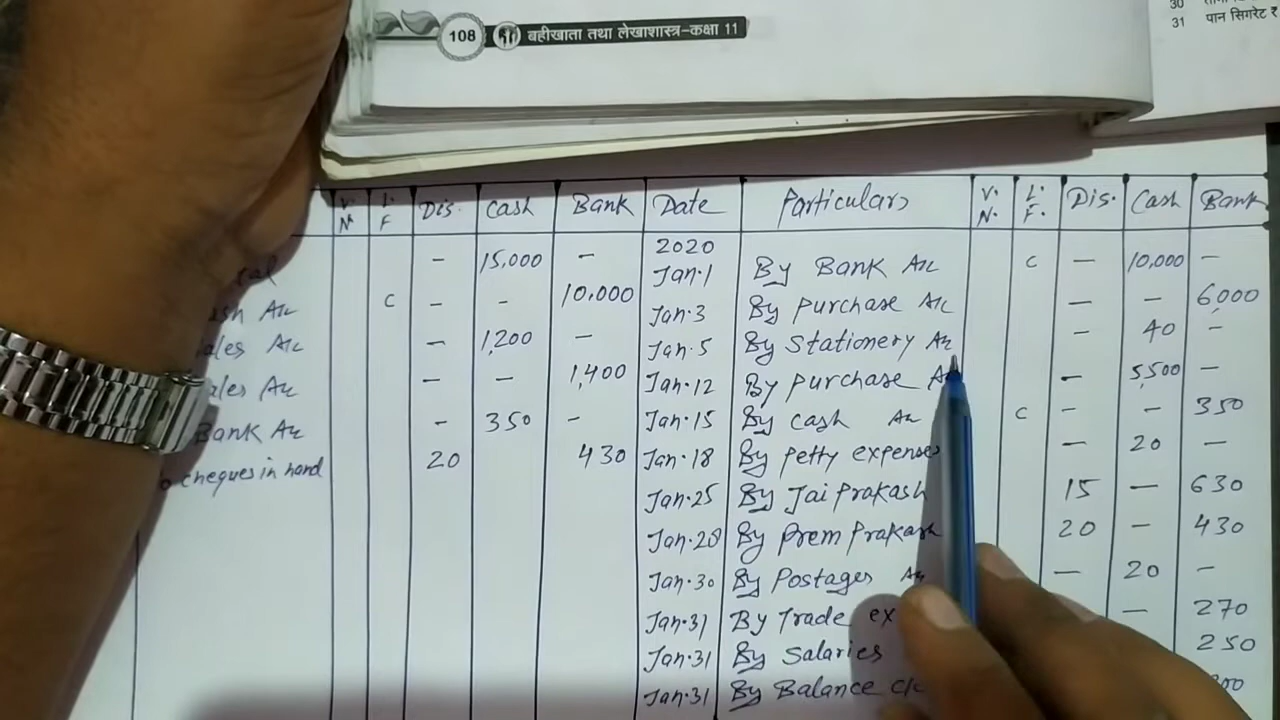 108 बहीखाता तथा लेखाशास्त्र-कक्षा 11
30
31 पान सिगरेट ₹
V. N. L. F Dis. Cash Bank Date Particulars V. N. L. F. Dis. Cash Bank
2020
— 15,000 — Jan.1 By Bank A/c C — 10,000 —
A/c C — - 10,000 Jan.3 By Purchase A/c — — 6,000
A/c — 1,200 — Jan.5 By Stationery A/c — 40 —
A/c — — 1,400 Jan.12 By Purchase — 5,500 —
Bank A/c — 350 — Jan.15 By Cash A/c C — — 350
cheques in hand 20 430 Jan.18 By Petty expenses — 20 —
Jan.25 By Jai Prakash 15 — 630
Jan.28 By Prem Prakash 20 — 430
Jan.30 By Postages A/c — 20 —
Jan.31 By Trade — 270
Jan.31 By Salaries 250
Jan.31 By Balance c/d